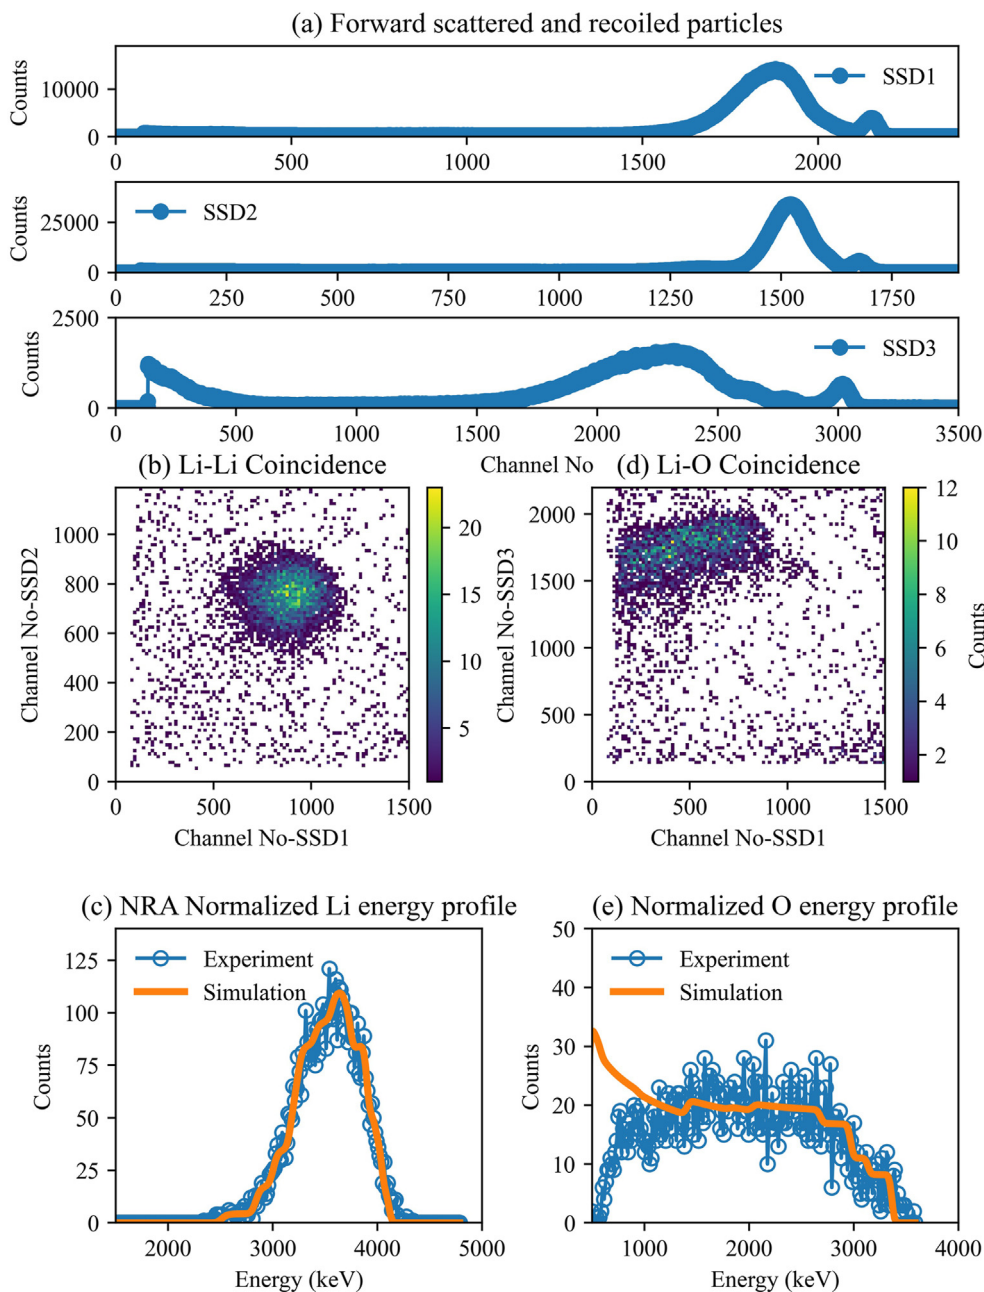 (a) Forward scattered and recoiled particles
Counts
10000
0
SSD1
0 500 1000 1500 2000
Counts
25000
0
SSD2
0 250 500 750 1000 1250 1500 1750
Counts
2500
0
SSD3
0 500 1000 1500 2000 2500 3000 3500
Channel No
(b) Li-Li Coincidence
Channel No-SSD2
1000
800
600
400
200
0
0 500 1000 1500
Channel No-SSD1
20
15
10
5
(d) Li-O Coincidence
Channel No-SSD3
2000
1500
1000
500
0
0 500 1000 1500
Channel No-SSD1
12
10
8
6
4
2
Counts
(c) NRA Normalized Li energy profile
Counts
125
100
75
50
25
0
Experiment
Simulation
2000 3000 4000 5000
Energy (keV)
(e) Normalized O energy profile
Counts
50
40
30
20
10
0
Experiment
Simulation
1000 2000 3000 4000
Energy (keV)